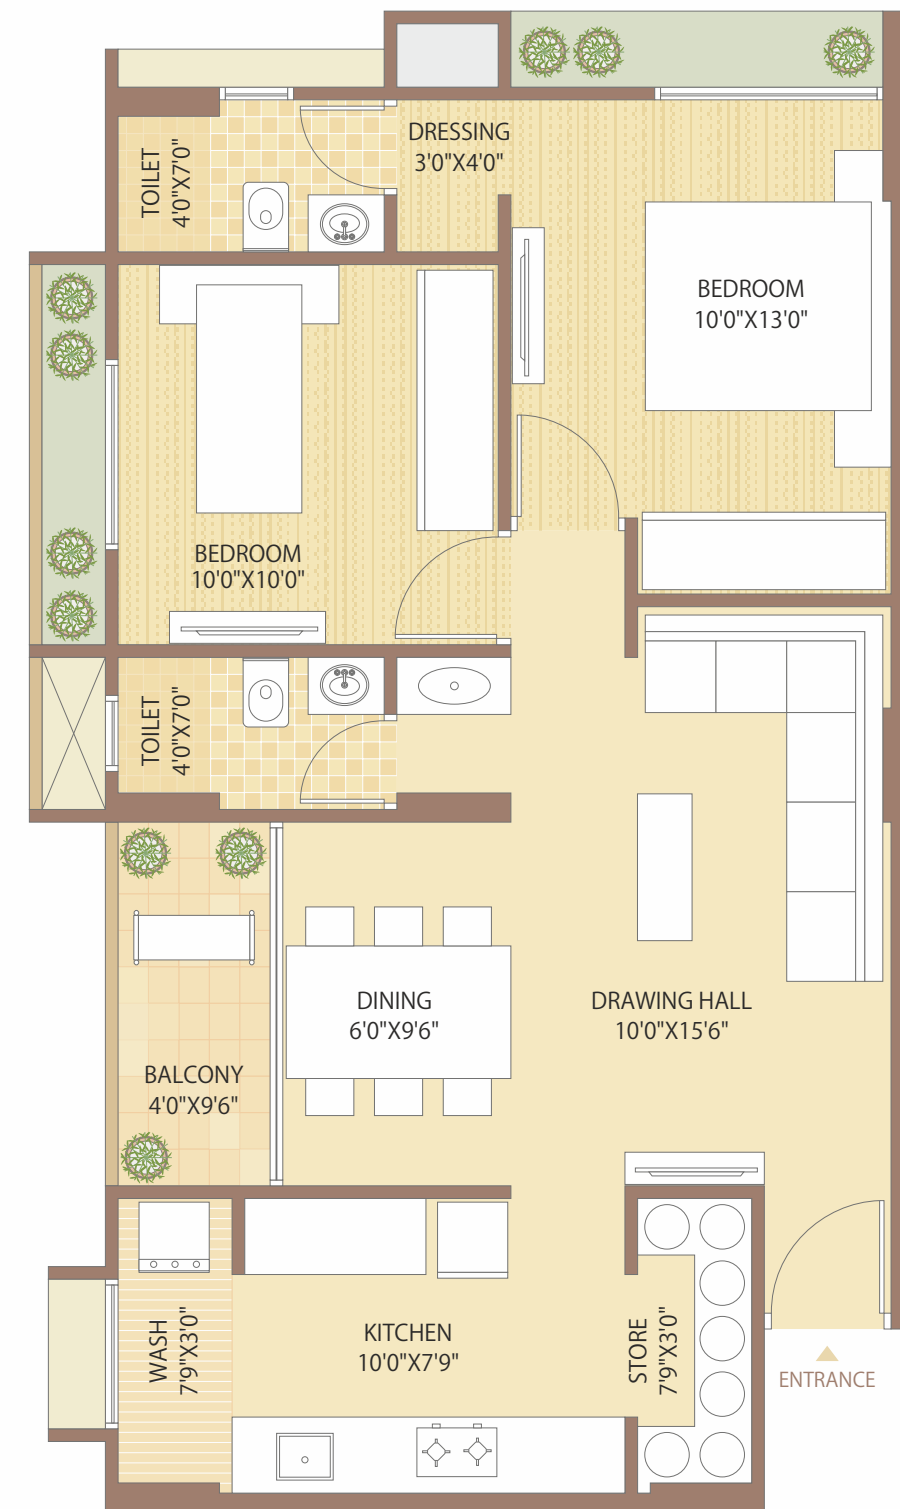 DRESSING
3'0"X4'0"
TOILET
4'0"X7'0"
BEDROOM
10'0"X13'0"
BEDROOM
10'0"X10'0"
TOILET
4'0"X7'0"
DINING
6'0"X9'6"
DRAWING HALL
10'0"X15'6"
BALCONY
4'0"X9'6"
WASH
7'9"X3'0"
KITCHEN
10'0"X7'9"
STORE
7'9"X3'0"
ENTRANCE